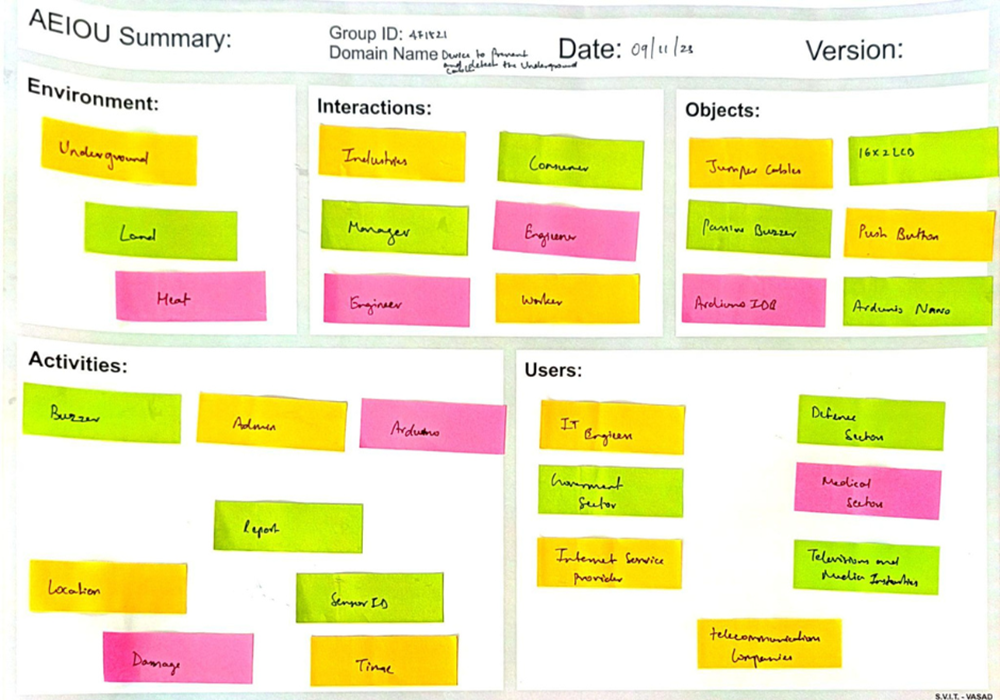 AEIOU Summary:
Group ID: 471521
Domain Name Device to Prevent
and detect the Underground
Cable
Date: 09/11/23
Version:
Environment:
Underground
Land
Heat
Interactions:
Industries
Consumer
Manager
Engineer
Engineer
Worker
Objects:
Jumper Cables
16x2 LCD
Passive Buzzer
Push Button
Ardiuno IDE
Arduino Nano
Activities:
Buzzer
Admin
Arduino
Report
Location
Sensor ID
Damage
Time
Users:
IT
Engineer
Defence
Sector
Government
Sector
Medical
Sector
Internet Service
Provider
Television and
Media Industries
Telecommunication
Companies
S.V.I.T. - VASAD